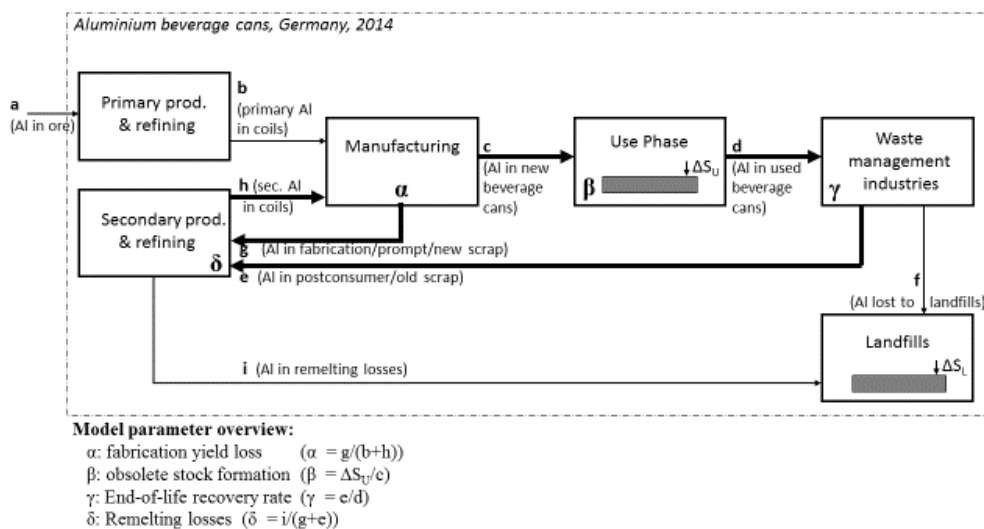 Aluminium beverage cans, Germany, 2014
a
(Al in ore)
Primary prod.
& refining
b
(primary Al
in coils)
Manufacturing
α
c
(Al in new
beverage
cans)
Use Phase
ΔS_U
β
d
(Al in used
beverage
cans)
Waste
management
industries
γ
h (sec. Al
in coils)
Secondary prod.
& refining
δ
g (Al in fabrication/prompt/new scrap)
e (Al in postconsumer/old scrap)
f
(Al lost to landfills)
Landfills
ΔS_L
i (Al in remelting losses)
Model parameter overview:
α: fabrication yield loss (α = g/(b+h))
β: obsolete stock formation (β = ΔS_U/c)
γ: End-of-life recovery rate (γ = e/d)
δ: Remelting losses (δ = i/(g+e))